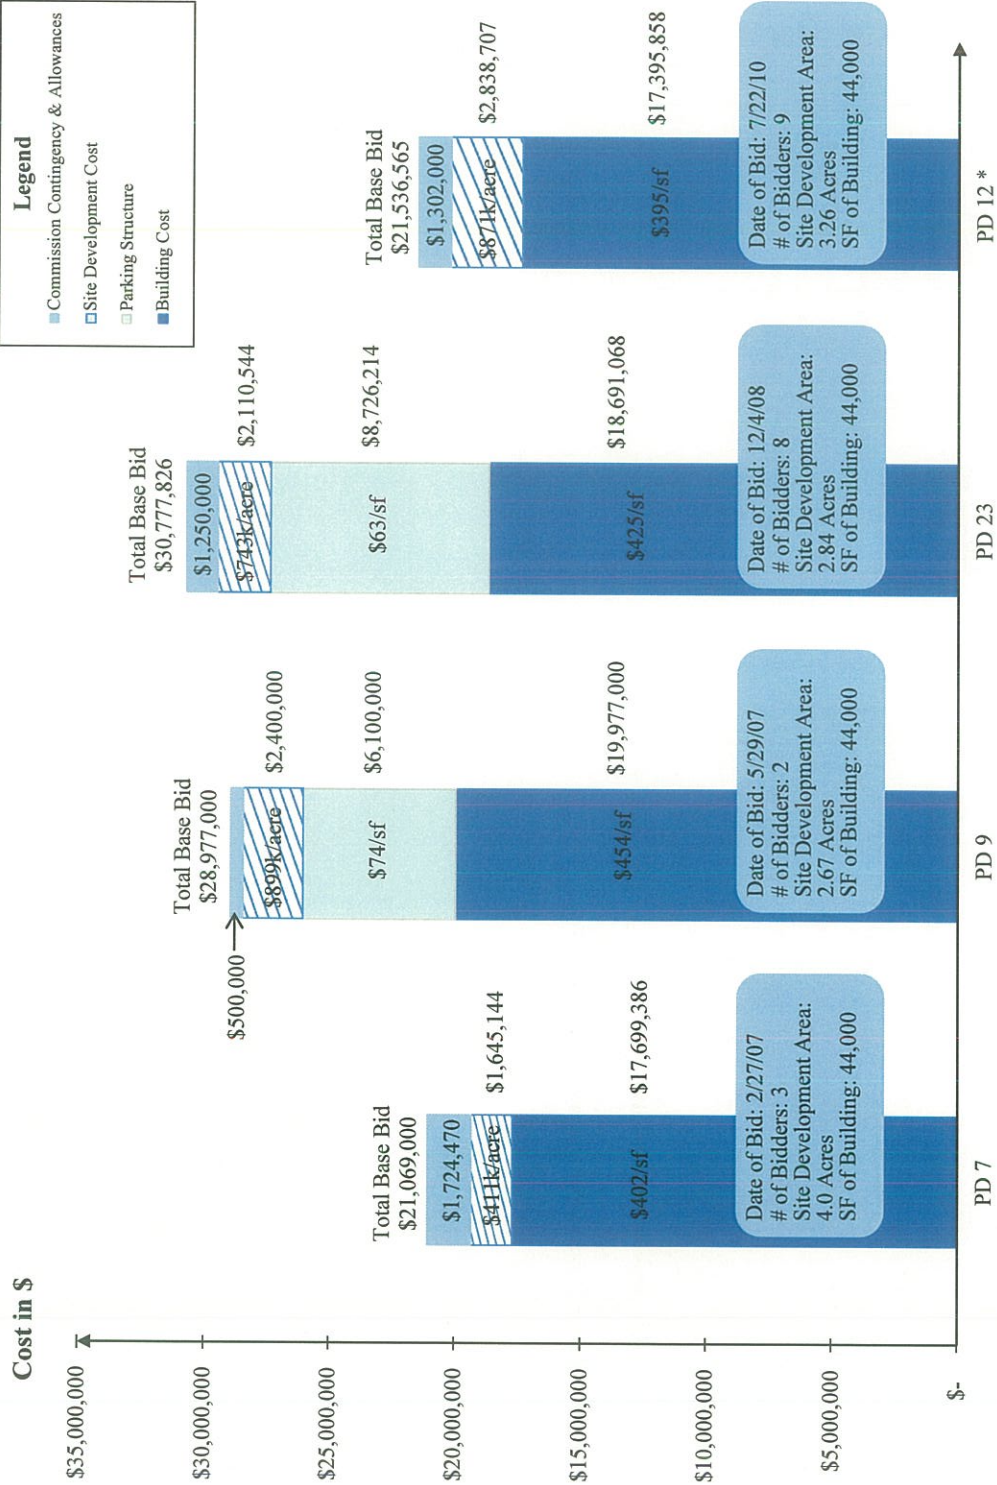 Cost in $
Legend
Commission Contingency & Allowances
Site Development Cost
Parking Structure
Building Cost
$35,000,000
$30,000,000
$25,000,000
$20,000,000
$15,000,000
$10,000,000
$5,000,000
$-
Total Base Bid
$21,069,000
$1,724,470
$411k/acre
$1,645,144
$402/sf
$17,699,386
Date of Bid: 2/27/07
# of Bidders: 3
Site Development Area:
4.0 Acres
SF of Building: 44,000
PD 7
Total Base Bid
$28,977,000
$500,000
$899k/acre
$2,400,000
$74/sf
$6,100,000
$454/sf
$19,977,000
Date of Bid: 5/29/07
# of Bidders: 2
Site Development Area:
2.67 Acres
SF of Building: 44,000
PD 9
Total Base Bid
$30,777,826
$1,250,000
$743k/acre
$2,110,544
$63/sf
$8,726,214
$425/sf
$18,691,068
Date of Bid: 12/4/08
# of Bidders: 8
Site Development Area:
2.84 Acres
SF of Building: 44,000
PD 23
Total Base Bid
$21,536,565
$1,302,000
$871k/acre
$2,838,707
$395/sf
$17,395,858
Date of Bid: 7/22/10
# of Bidders: 9
Site Development Area:
3.26 Acres
SF of Building: 44,000
PD 12 *